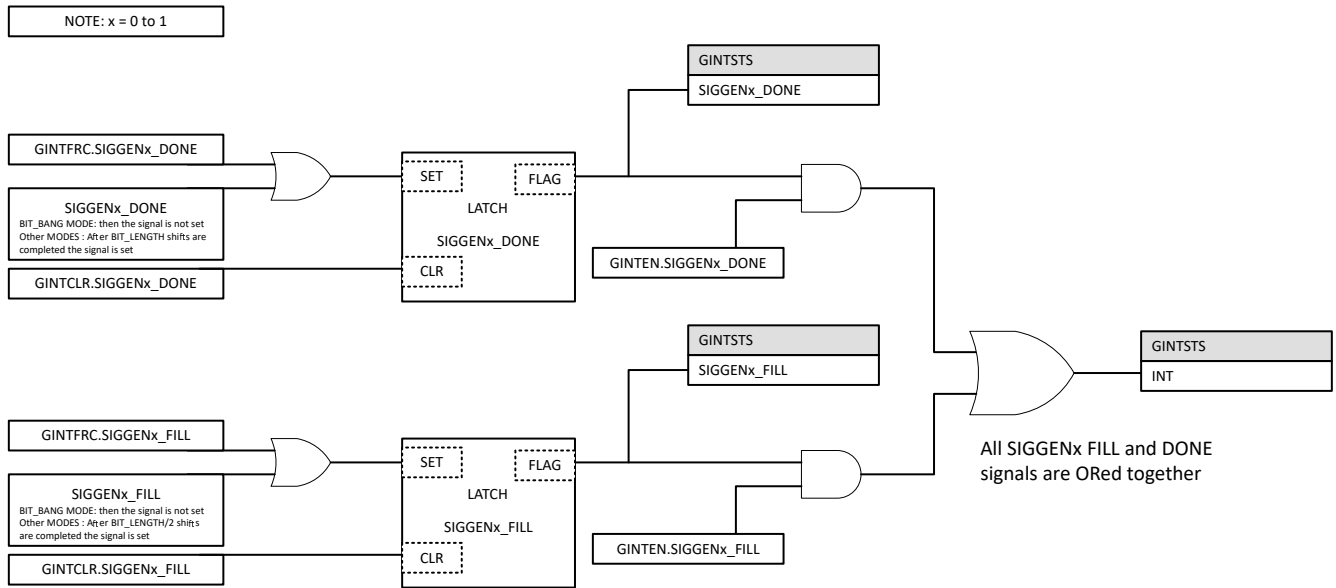 NOTE: x = 0 to 1
GINTSTS
SIGGENx_DONE
GINTFRC.SIGGENx_DONE
SET
FLAG
SIGGENx_DONE
BIT_BANG MODE: then the signal is not set
Other MODES : After BIT_LENGTH shifts are
completed the signal is set
LATCH
SIGGENx_DONE
GINTEN.SIGGENx_DONE
GINTCLR.SIGGENx_DONE
CLR
GINTSTS
SIGGENx_FILL
GINTSTS
INT
GINTFRC.SIGGENx_FILL
SET
FLAG
All SIGGENx FILL and DONE
signals are ORed together
SIGGENx_FILL
BIT_BANG MODE: then the signal is not set
Other MODES : After BIT_LENGTH/2 shifts
are completed the signal is set
LATCH
SIGGENx_FILL
GINTEN.SIGGENx_FILL
GINTCLR.SIGGENx_FILL
CLR